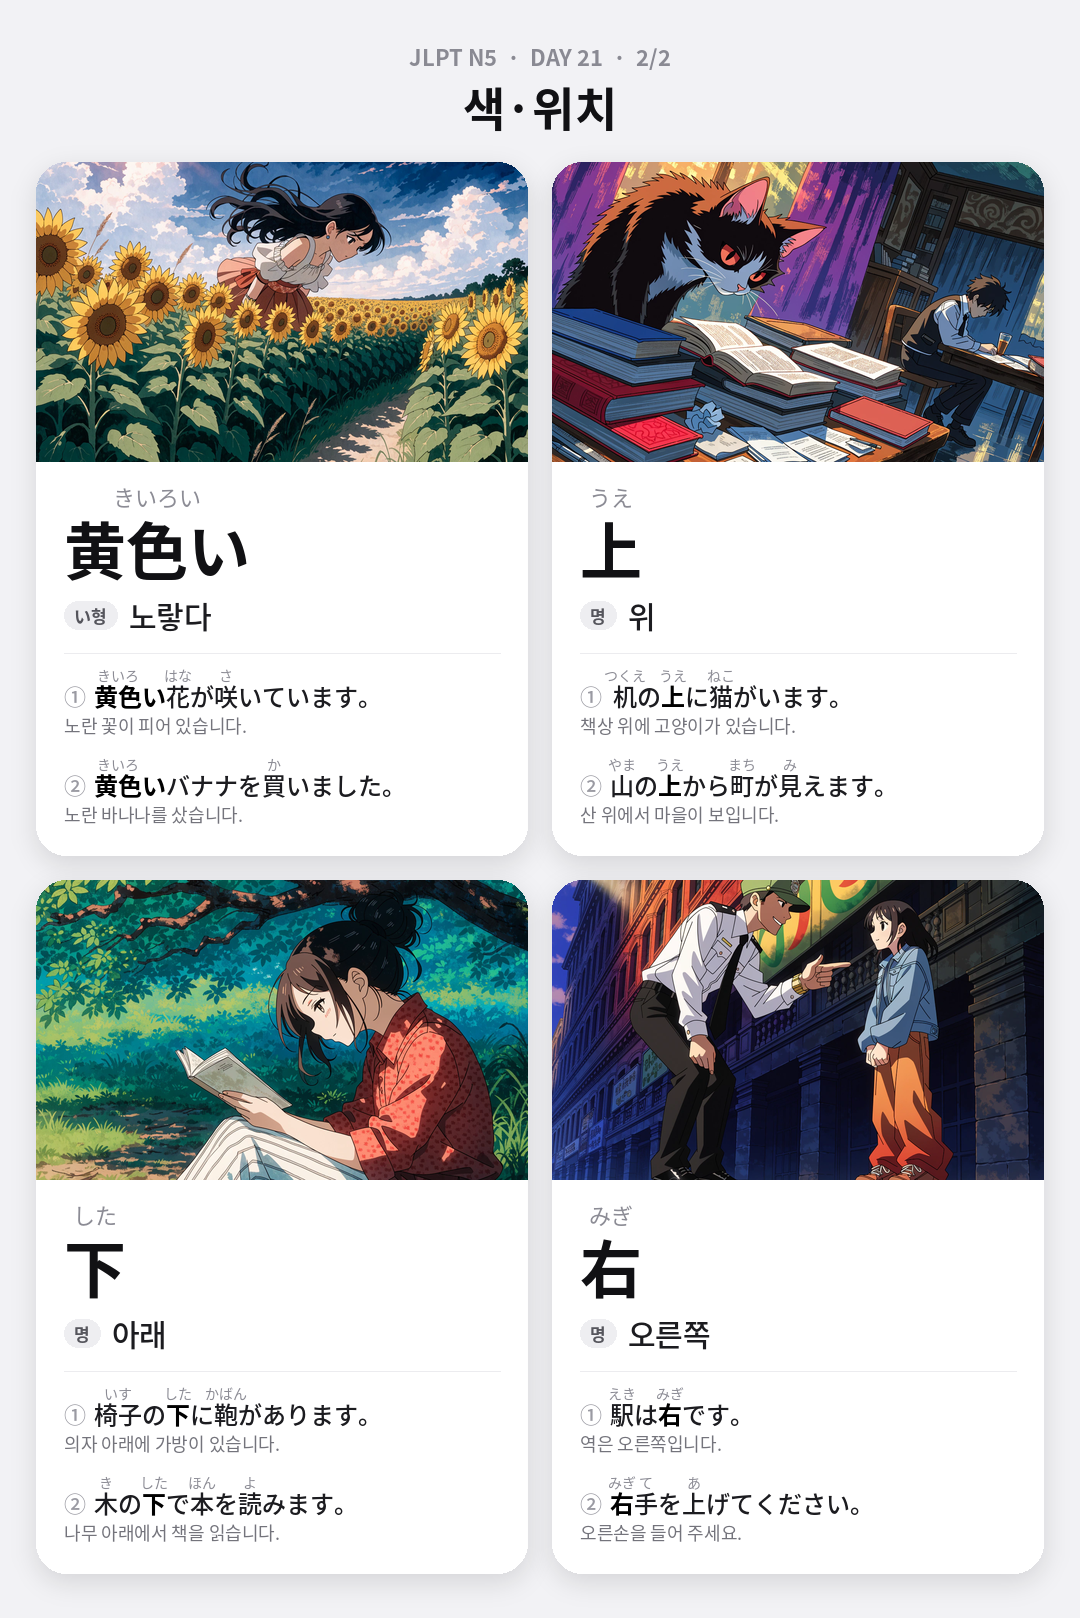 JLPT N5 · DAY 21 · 2/2
색·위치
きいろい
黄色い
い형 노랗다
きいろ はな さ
① 黄色い花が咲いています。
노란 꽃이 피어 있습니다.
きいろ か
② 黄色いバナナを買いました。
노란 바나나를 샀습니다.
うえ
上
명 위
つくえ うえ ねこ
① 机の上に猫がいます。
책상 위에 고양이가 있습니다.
やま うえ まち み
② 山の上から町が見えます。
산 위에서 마을이 보입니다.
した
下
명 아래
いす した かばん
① 椅子の下に鞄があります。
의자 아래에 가방이 있습니다.
き した ほん よ
② 木の下で本を読みます。
나무 아래에서 책을 읽습니다.
みぎ
右
명 오른쪽
えき みぎ
① 駅は右です。
역은 오른쪽입니다.
みぎ て あ
② 右手を上げてください。
오른손을 들어 주세요.